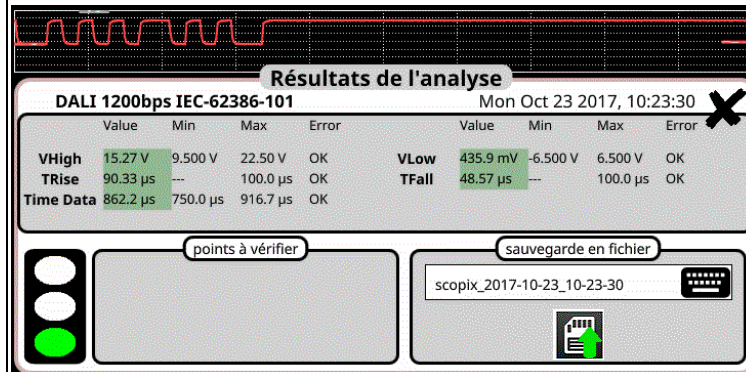 Résultats de l'analyse
DALI 1200bps IEC-62386-101 Mon Oct 23 2017, 10:23:30
Value Min Max Error Value Min Max Error
VHigh 15.27 V 9.500 V 22.50 V OK VLow 435.9 mV -6.500 V 6.500 V OK
TRise 90.33 µs --- 100.0 µs OK TFall 48.57 µs --- 100.0 µs OK
Time Data 862.2 µs 750.0 µs 916.7 µs OK
points à vérifier sauvegarde en fichier
scopix_2017-10-23_10-23-30